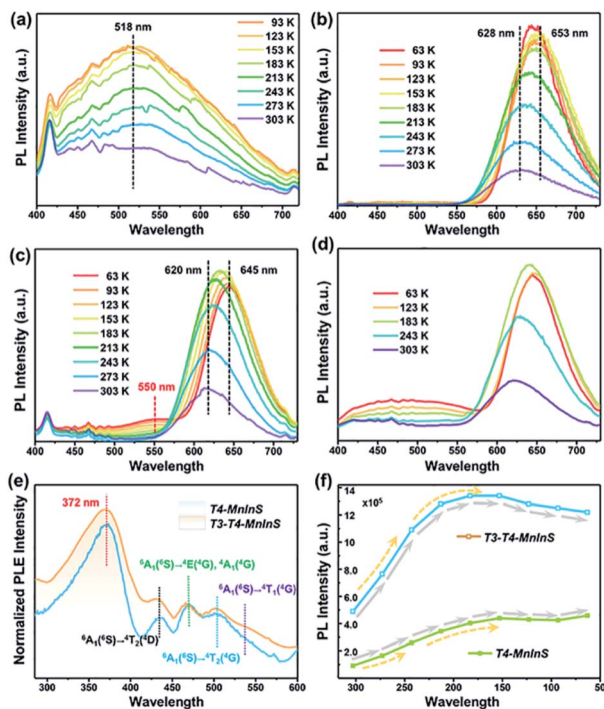 (a)
518 nm
93 K
123 K
153 K
183 K
213 K
243 K
273 K
303 K
PL Intensity (a.u.)
400 450 500 550 600 650 700
Wavelength
(b)
628 nm
653 nm
63 K
93 K
123 K
153 K
183 K
213 K
243 K
273 K
303 K
PL Intensity (a.u.)
400 450 500 550 600 650 700
Wavelength
(c)
620 nm
645 nm
63 K
93 K
123 K
153 K
183 K
213 K
243 K
273 K
303 K
550 nm
PL Intensity (a.u.)
400 450 500 550 600 650 700
Wavelength
(d)
63 K
123 K
183 K
243 K
303 K
PL Intensity (a.u.)
400 450 500 550 600 650 700
Wavelength
(e)
372 nm
T4-MnInS
T3-T4-MnInS
⁶A₁(⁶S)→⁴E(⁴G), ⁴A₁(⁴G)
⁶A₁(⁶S)→⁴T₁(⁴G)
⁶A₁(⁶S)→⁴T₂(⁴D)
⁶A₁(⁶S)→⁴T₂(⁴G)
Normalized PLE Intensity
300 350 400 450 500 550 600
Wavelength
(f)
14
x10⁵
12
10
8.0
6.0
4.0
2.0
T3-T4-MnInS
T4-MnInS
PL Intensity (a.u.)
300 250 200 150 100 50
Wavelength